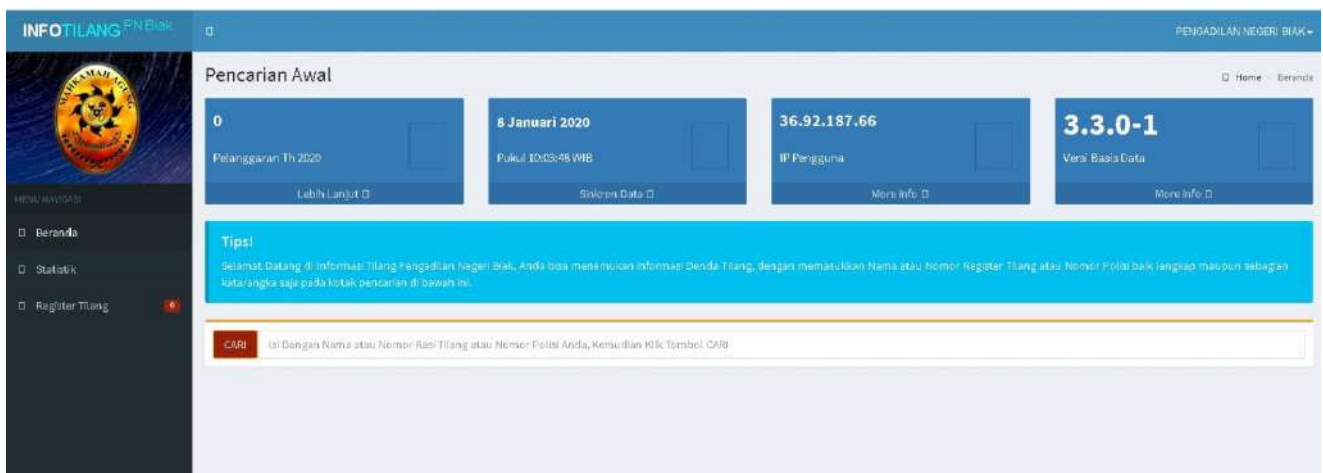 INFOTILANG PN Biak
PENGADILAN NEGERI BIAK
MAHKAMAH AGUNG
Pencarian Awal
Home Beranda
0
Pelanggaran Th 2020
Lebih Lanjut
8 Januari 2020
Pukul 10:03:48 WIB
Sinkron Data
36.92.187.66
IP Pengguna
More info
3.3.0-1
Versi Basis Data
More info
MENU NAVIGASI
Beranda
Statistik
Register Tilang 0
Tips!
Selamat Datang di Informasi Tilang Pengadilan Negeri Biak, Anda bisa menemukan informasi Denda Tilang, dengan memasukkan Nama atau Nomor Register Tilang atau Nomor Polisi baik lengkap maupun sebagian
kata/angka saja pada kotak pencarian di bawah ini.
CARI Isi Dengan Nama atau Nomor Resi Tilang atau Nomor Polisi Anda, Kemudian Klik Tombol CARI